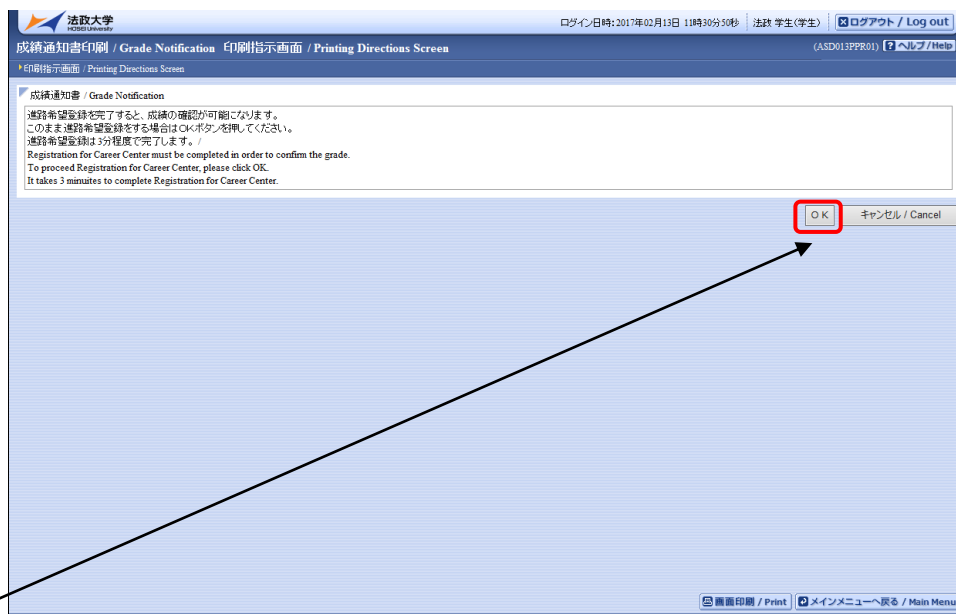 法政大学
HOSEI University
ログイン日時:2017年02月13日 11時30分50秒 法政 学生(学生) ログアウト / Log out
成績通知書印刷 / Grade Notification 印刷指示画面 / Printing Directions Screen (ASD013PPR01) ? ヘルプ/Help
印刷指示画面 / Printing Directions Screen
成績通知書 / Grade Notification
進路希望登録を完了すると、成績の確認が可能になります。
このまま進路希望登録をする場合はOKボタンを押してください。
進路希望登録は3分程度で完了します。/
Registration for Career Center must be completed in order to confirm the grade.
To proceed Registration for Career Center, please click OK.
It takes 3 minuites to complete Registration for Career Center.
O K キャンセル / Cancel
画面印刷 / Print メインメニューへ戻る / Main Menu